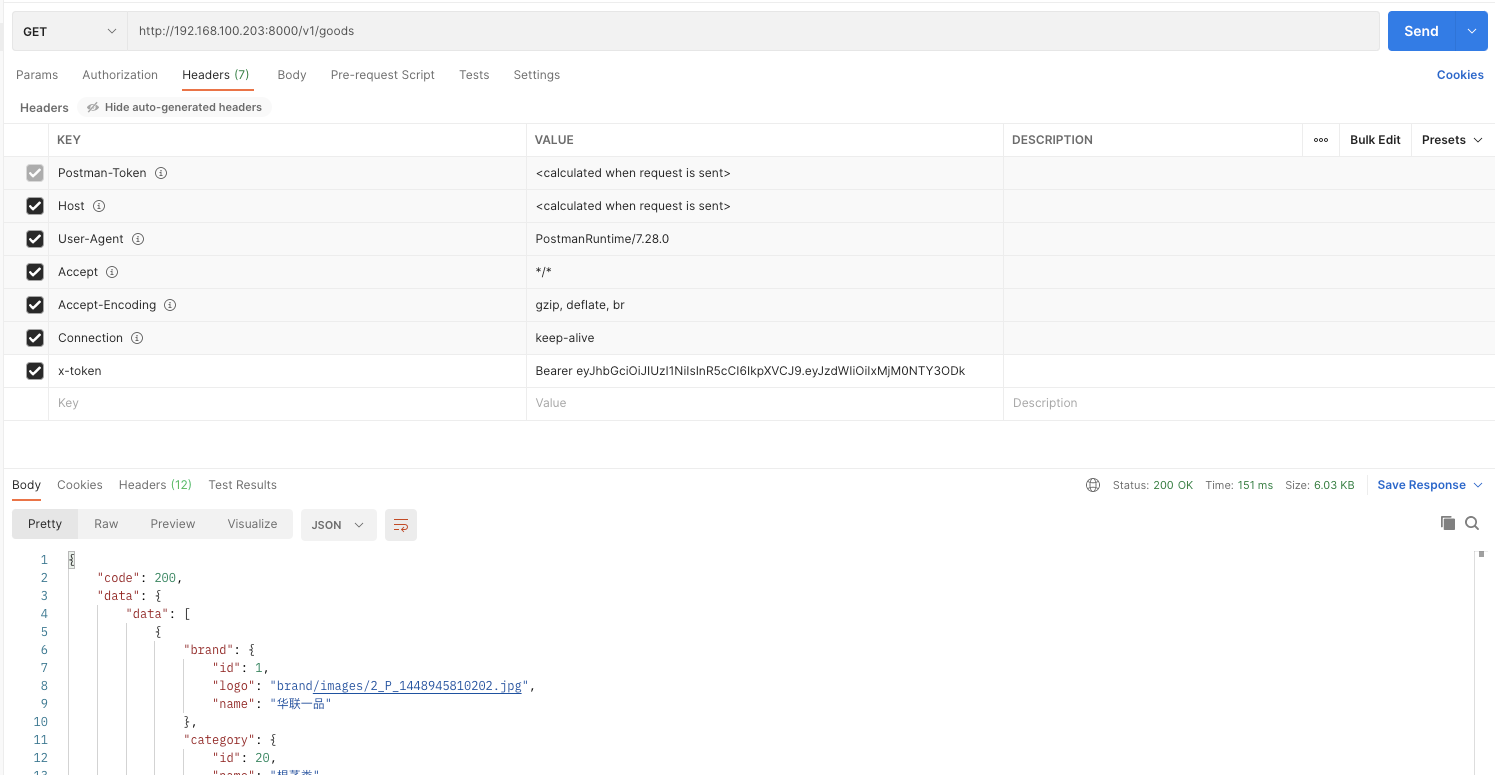 GET http://192.168.100.203:8000/v1/goods Send
Params Authorization Headers (7) Body Pre-request Script Tests Settings Cookies
Headers Hide auto-generated headers
KEY VALUE DESCRIPTION ooo Bulk Edit Presets
Postman-Token <calculated when request is sent>
Host <calculated when request is sent>
User-Agent PostmanRuntime/7.28.0
Accept */*
Accept-Encoding gzip, deflate, br
Connection keep-alive
x-token Bearer eyJhbGciOiJIUzI1NiIsInR5cCI6IkpXVCJ9.eyJzdWIiOiIxMjM0NTY3ODk
Key Value Description
Body Cookies Headers (12) Test Results Status: 200 OK Time: 151 ms Size: 6.03 KB Save Response
Pretty Raw Preview Visualize JSON
1 {
2 "code": 200,
3 "data": {
4 "data": [
5 {
6 "brand": {
7 "id": 1,
8 "logo": "brand/images/2_P_1448945810202.jpg",
9 "name": "华联一品"
10 },
11 "category": {
12 "id": 20,
13 "name": "根茎类"